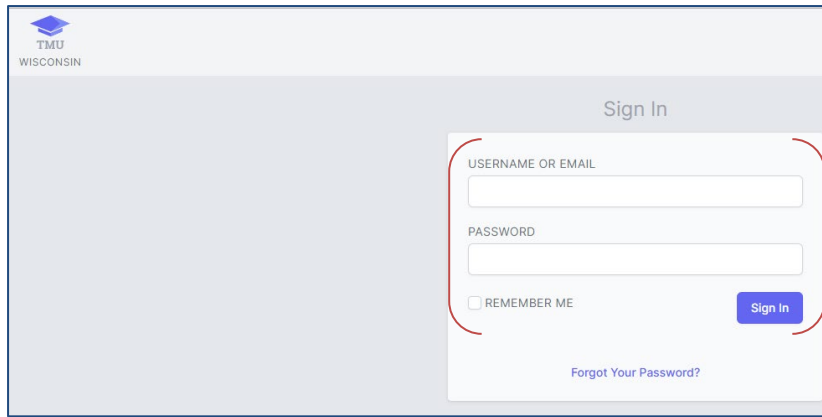 TMU
WISCONSIN
Sign In
USERNAME OR EMAIL
PASSWORD
REMEMBER ME
Sign In
Forgot Your Password?